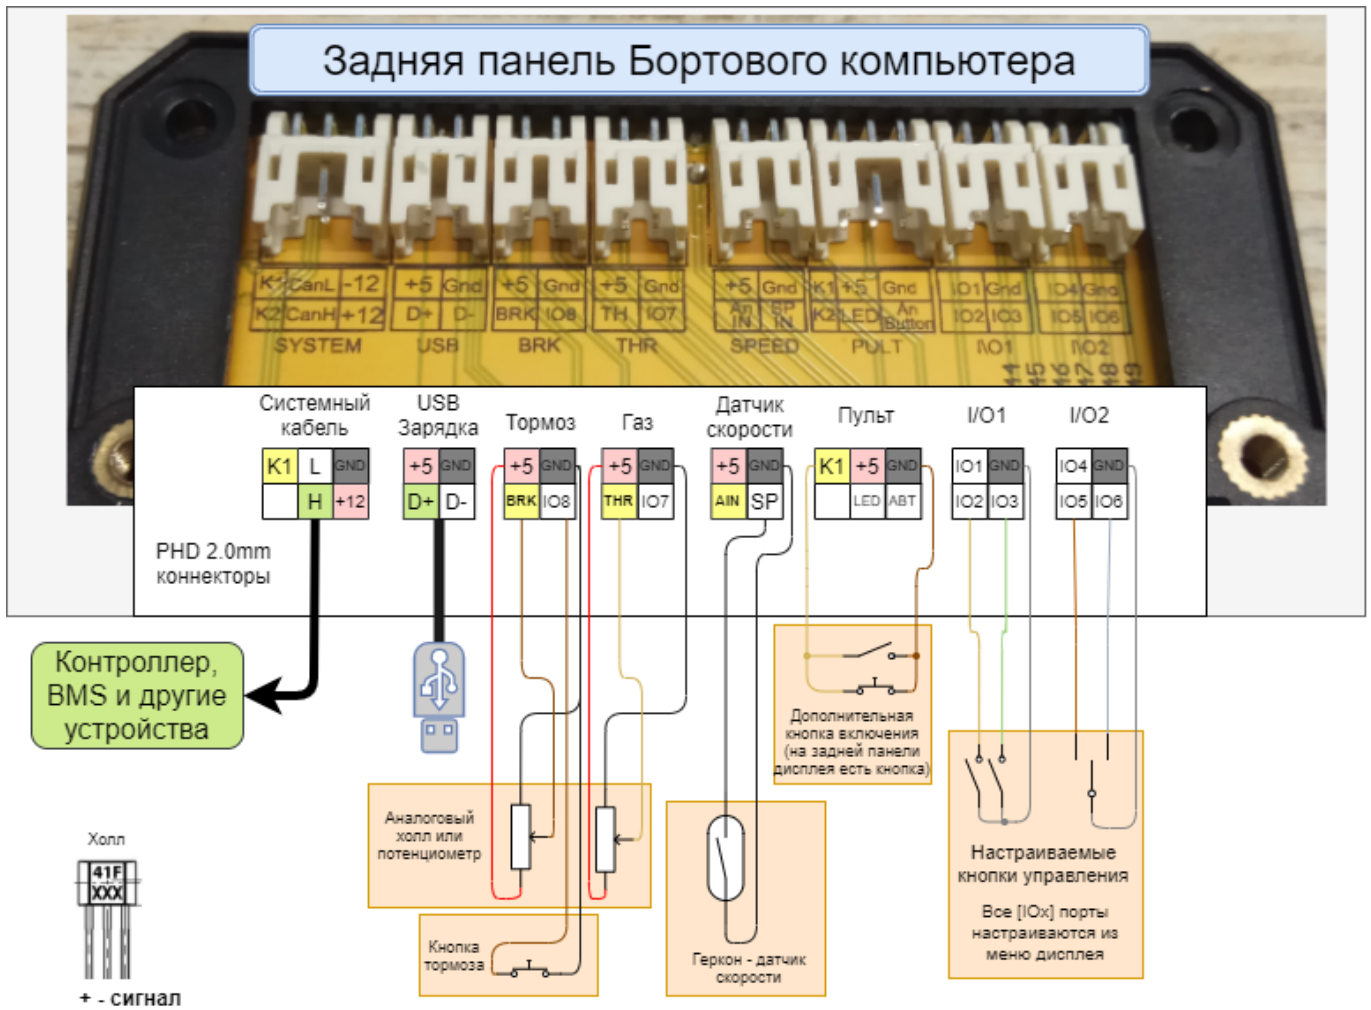 Задняя панель Бортового компьютера
K1 CanL -12
K2 CanH +12
SYSTEM
+5 Gnd
D+ D-
USB
+5 Gnd
BRK IO8
BRK
+5 Gnd
TH IO7
THR
+5 Gnd
An IN SP IN
SPEED
K1 +5 Gnd
K2 LED An Button
PULT
IO1 Gnd
IO2 IO3
I\O1
IO4 Gnd
IO5 IO6
I\O2
Системный
кабель
K1 L GND
H +12
USB
Зарядка
+5 GND
D+ D-
Тормоз
+5 GND
BRK IO8
Газ
+5 GND
THR IO7
Датчик
скорости
+5 GND
AIN SP
Пульт
K1 +5 GND
LED ABT
I/O1
IO1 GND
IO2 IO3
I/O2
IO4 GND
IO5 IO6
PHD 2.0mm
коннекторы
Контроллер,
BMS и другие
устройства
Дополнительная
кнопка включения
(на задней панели
дисплея есть кнопка)
Аналоговый
холл или
потенциометр
Кнопка
тормоза
Геркон - датчик
скорости
Настраиваемые
кнопки управления
Все [IOx] порты
настраиваются из
меню дисплея
Холл
41F
XXX
+ - сигнал